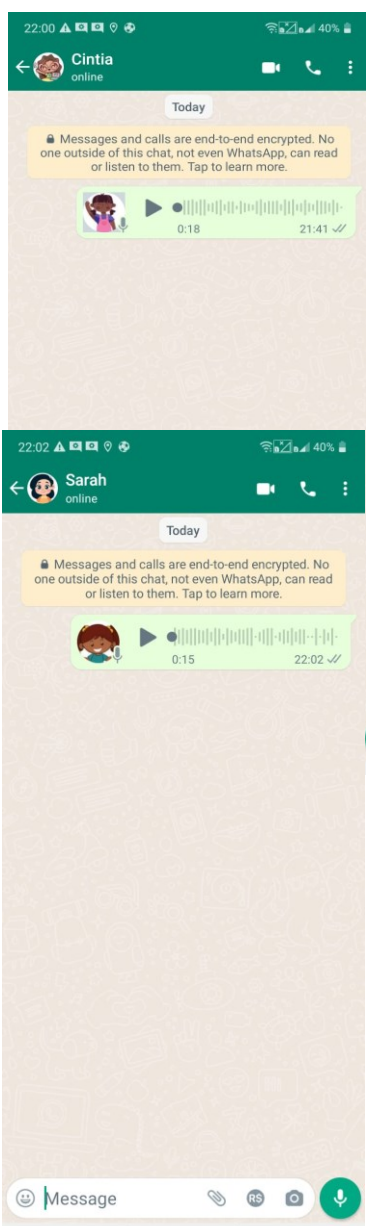 22:00 40%
Cintia
online
Today
Messages and calls are end-to-end encrypted. No
one outside of this chat, not even WhatsApp, can read
or listen to them. Tap to learn more.
0:18 21:41
22:02 40%
Sarah
online
Today
Messages and calls are end-to-end encrypted. No
one outside of this chat, not even WhatsApp, can read
or listen to them. Tap to learn more.
0:15 22:02
Message RS